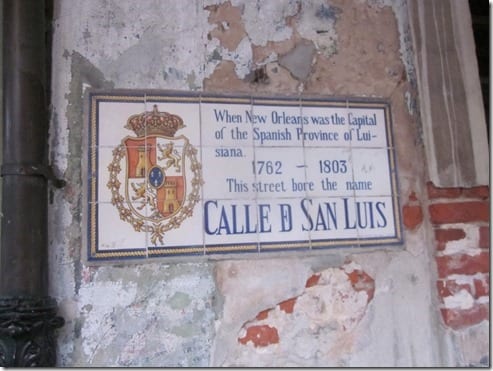 When New Orleans was the Capital
of the Spanish Province of Lui-
siana.
1762 — 1803
This street bore the name
CALLE D SAN LUIS